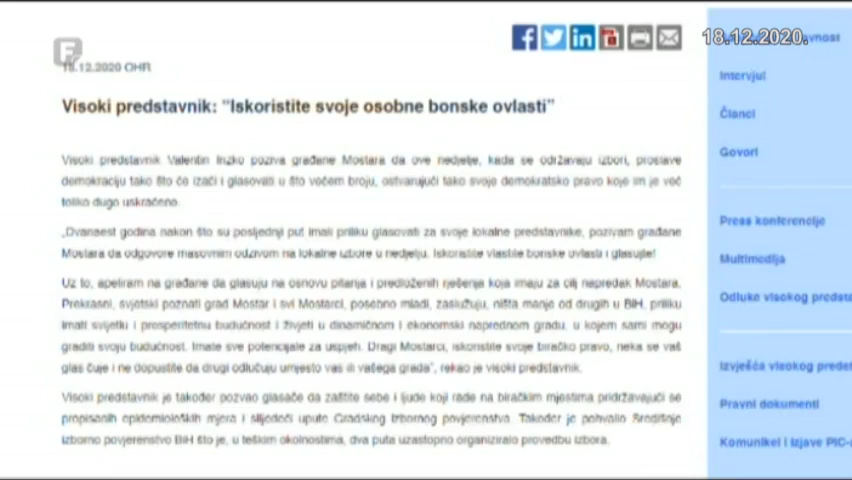 F
18.12.2020.
18.12.2020 OHR
Visoki predstavnik: "Iskoristite svoje osobne bonske ovlasti"
Visoki predstavnik Valentin Inzko poziva građane Mostara da ove nedjelje, kada se održavaju izbori, proslave
demokraciju tako što će izaći i glasovati u što većem broju, ostvarujući tako svoje demokratsko pravo koje im je već
toliko dugo uskraćeno.
„Dvanaest godina nakon što su posljednji put imali priliku glasovati za svoje lokalne predstavnike, pozivam građane
Mostara da odgovore masovnim odzivom na lokalne izbore u nedjelju. Iskoristite vlastite bonske ovlasti i glasujte!
Uz to, apeliram na građane da glasuju na osnovu pitanja i predloženih rješenja koja imaju za cilj napredak Mostara.
Prekrasni, svjetski poznati grad Mostar i svi Mostarci, posebno mladi, zaslužuju, ništa manje od drugih u BiH, priliku
imati svijetlu i prosperitetnu budućnost i živjeti u dinamičnom i ekonomski naprednom gradu, u kojem sami mogu
graditi svoju budućnost. Imate sve potencijale za uspjeh. Dragi Mostarci, iskoristite svoje biračko pravo, neka se vaš
glas čuje i ne dopustite da drugi odlučuju umjesto vas ili vašega grada", rekao je visoki predstavnik.
Visoki predstavnik je također pozvao glasače da zaštite sebe i ljude koji rade na biračkim mjestima pridržavajući se
propisanih epidemioloških mjera i slijedeći upute Gradskog izbornog povjerenstva. Također je pohvalio Središnje
izborno povjerenstvo BiH što je, u teškim okolnostima, dva puta uzastopno organiziralo provedbu izbora.
Intervjui
Članci
Govori
Press konferencije
Multimedija
Odluke visokog predsta
Izvješća visokog predst
Pravni dokumenti
Komunikei i izjave PIC-a